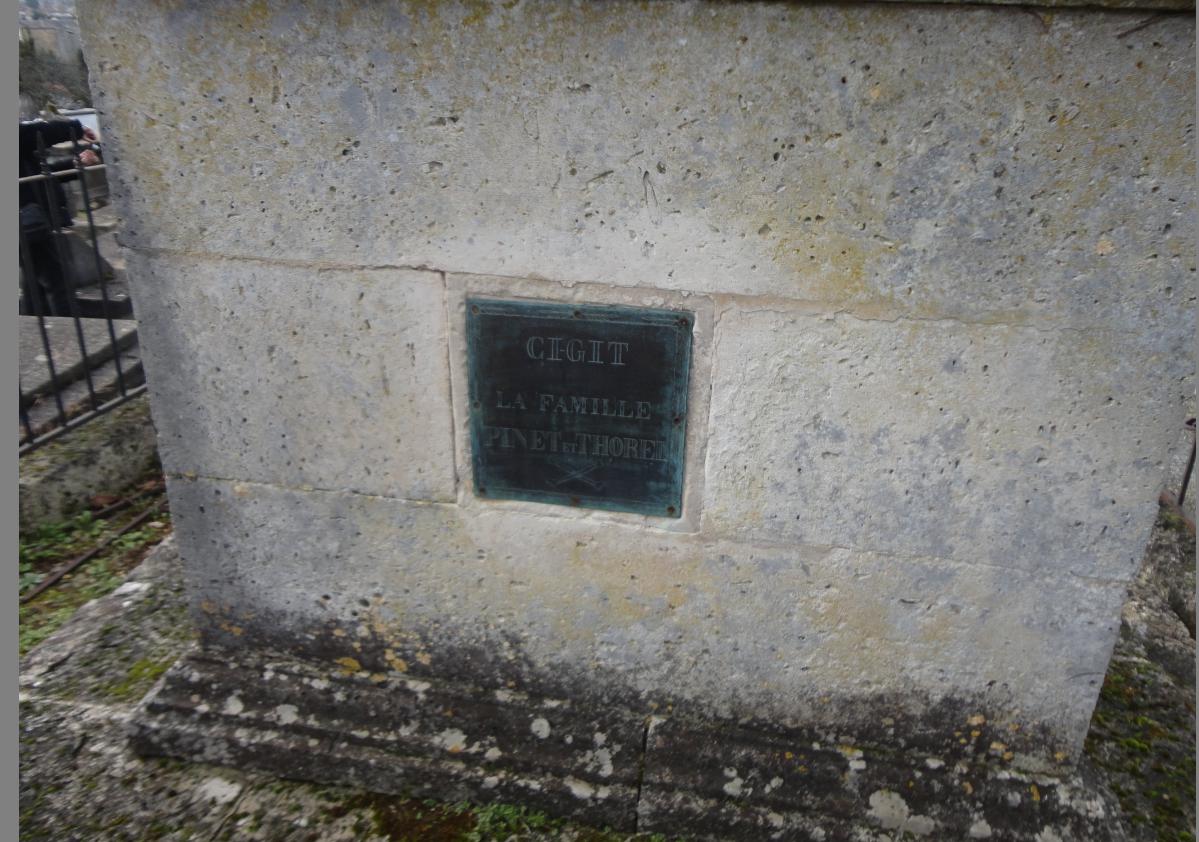 CI-GIT
LA FAMILLE
PINET ET THOREL